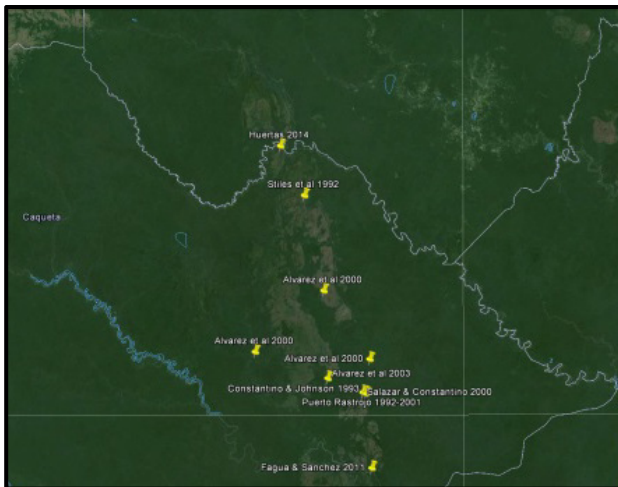 Huertas 2014
Stiles et al 1992
Caqueta
Alvarez et al 2000
Alvarez et al 2000
Alvarez et al 2000
Alvarez et al 2003
Constantino & Johnson 1993
Salazar & Constantino 2000
Puerto Rastrojo 1992-2001
Fagua & Sanchez 2011